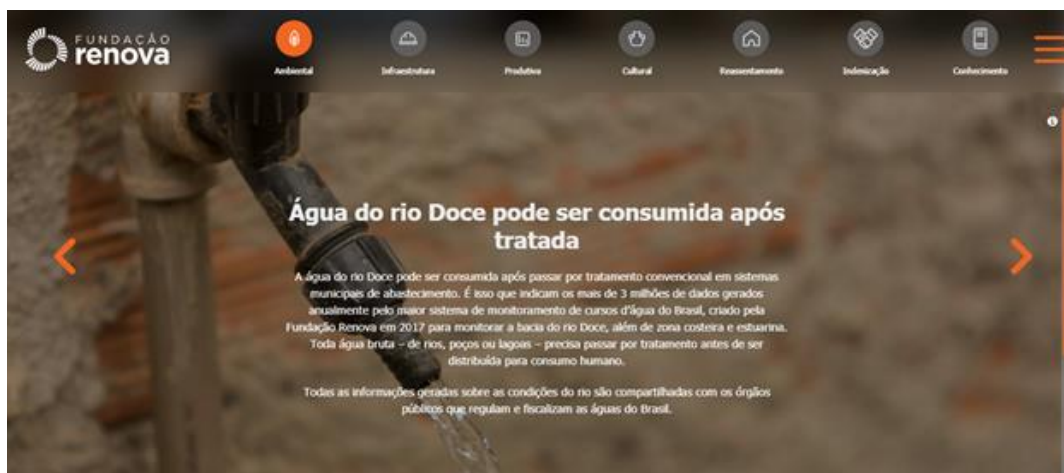 FUNDAÇÃO
renova
Ambiental
Infraestrutura
Produtiva
Cultural
Reassentamento
Indenização
Conhecimento
Água do rio Doce pode ser consumida após
tratada
A água do rio Doce pode ser consumida após passar por tratamento convencional em sistemas
municipais de abastecimento. É isso que indicam os mais de 3 milhões de dados gerados
anualmente pelo maior sistema de monitoramento de cursos d'água do Brasil, criado pela
Fundação Renova em 2017 para monitorar a bacia do rio Doce, além de zona costeira e estuarina.
Toda água bruta – de rios, poços ou lagoas – precisa passar por tratamento antes de ser
distribuída para consumo humano.
Todas as informações geradas sobre as condições do rio são compartilhadas com os órgãos
públicos que regulam e fiscalizam as águas do Brasil.